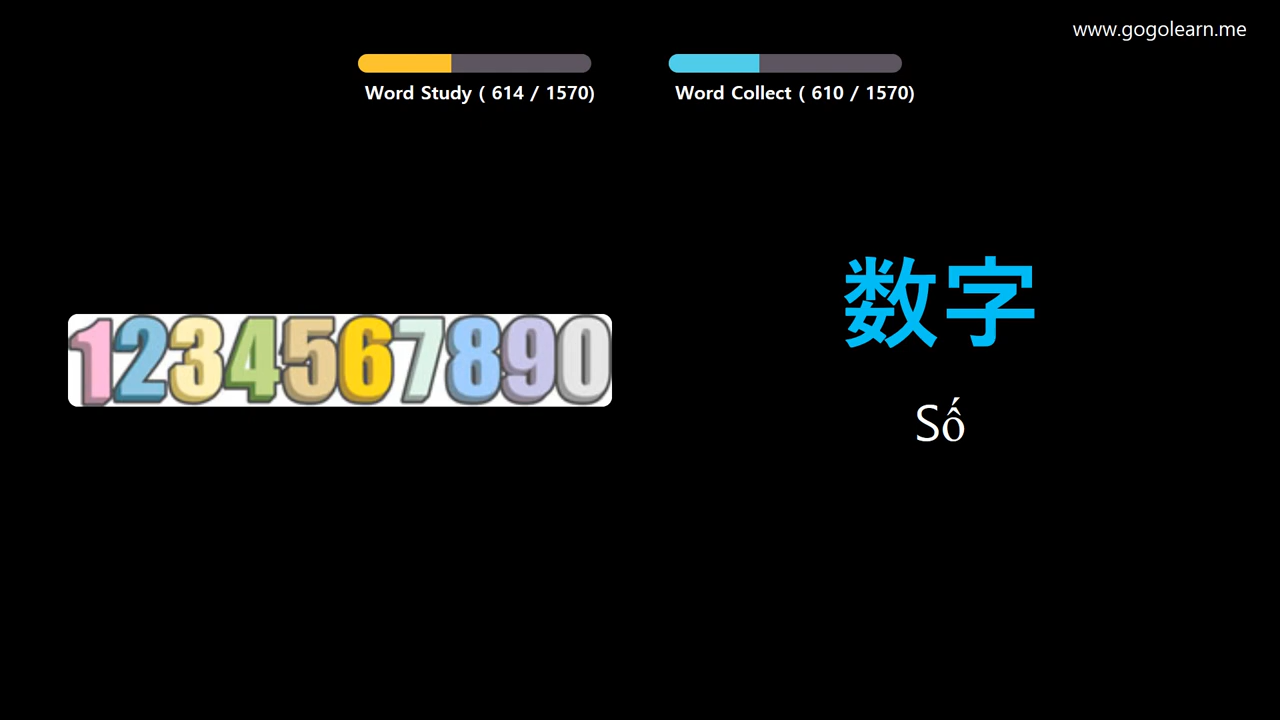 www.gogolearn.me
Word Study ( 614 / 1570)
Word Collect ( 610 / 1570)
1234567890
数字
Số